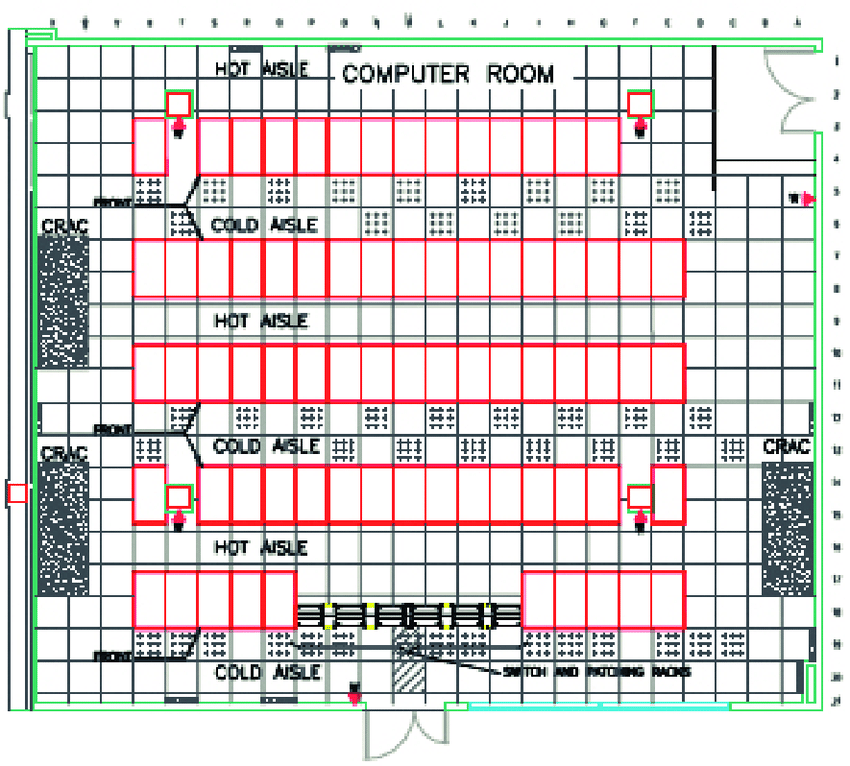 HOT AISLE
COMPUTER ROOM
1
2
3
4
FRONT
5
CRAC
COLD AISLE
6
7
8
HOT AISLE
9
10
11
12
FRONT
CRAC
COLD AISLE
CRAC
13
14
15
HOT AISLE
16
17
18
19
FRONT
COLD AISLE
SWITCH AND PATCHING RACKS
20
21